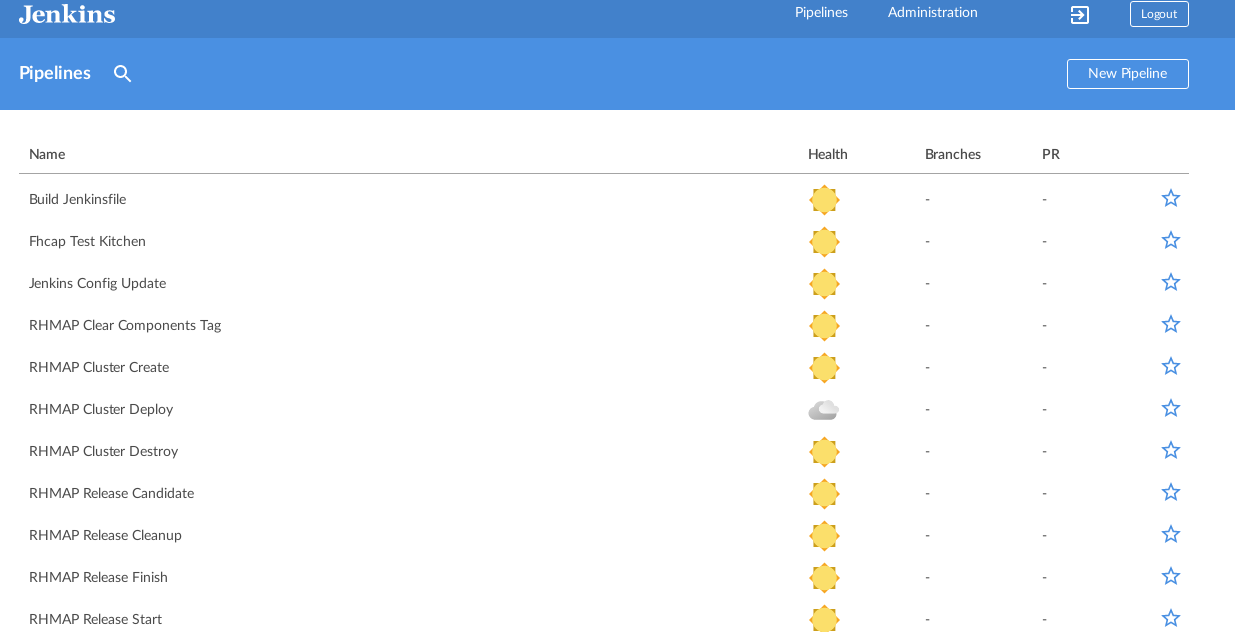 Jenkins Pipelines Administration Logout
Pipelines New Pipeline
Name Health Branches PR
Build Jenkinsfile - -
Fhcap Test Kitchen - -
Jenkins Config Update - -
RHMAP Clear Components Tag - -
RHMAP Cluster Create - -
RHMAP Cluster Deploy - -
RHMAP Cluster Destroy - -
RHMAP Release Candidate - -
RHMAP Release Cleanup - -
RHMAP Release Finish - -
RHMAP Release Start - -